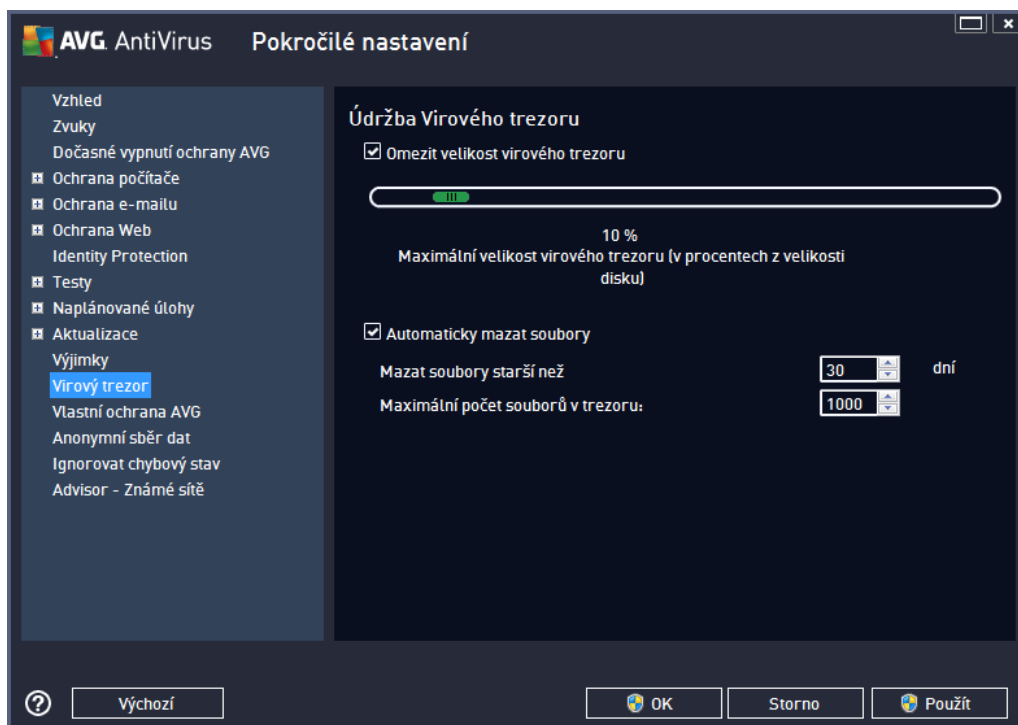 AVG. AntiVirus Pokročilé nastavení
Vzhled
Zvuky
Dočasné vypnutí ochrany AVG
Ochrana počítače
Ochrana e-mailu
Ochrana Web
Identity Protection
Testy
Naplánované úlohy
Aktualizace
Výjimky
Virový trezor
Vlastní ochrana AVG
Anonymní sběr dat
Ignorovat chybový stav
Advisor - Známé sítě
Údržba Virového trezoru
Omezit velikost virového trezoru
10 %
Maximální velikost virového trezoru (v procentech z velikosti
disku)
Automaticky mazat soubory
Mazat soubory starší než 30 dní
Maximální počet souborů v trezoru: 1000
? Výchozí OK Storno Použít